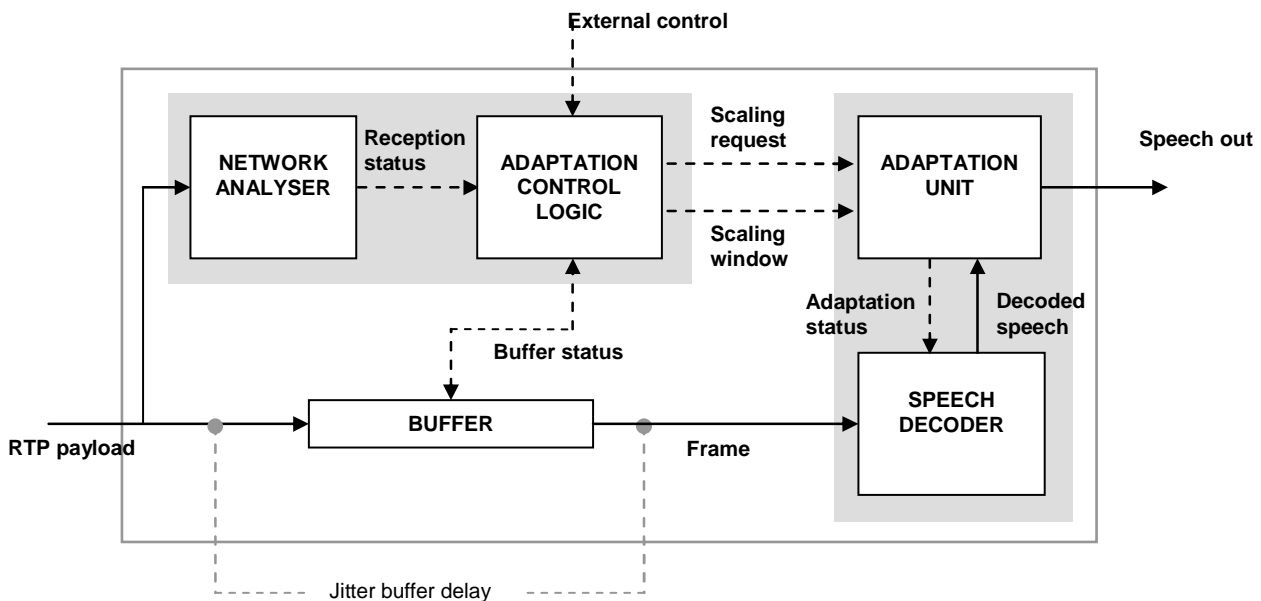 External control
NETWORK
ANALYSER
Reception
status
ADAPTATION
CONTROL
LOGIC
Scaling
request
Scaling
window
ADAPTATION
UNIT
Speech out
Adaptation
status
Decoded
speech
Buffer status
RTP payload
BUFFER
Frame
SPEECH
DECODER
Jitter buffer delay